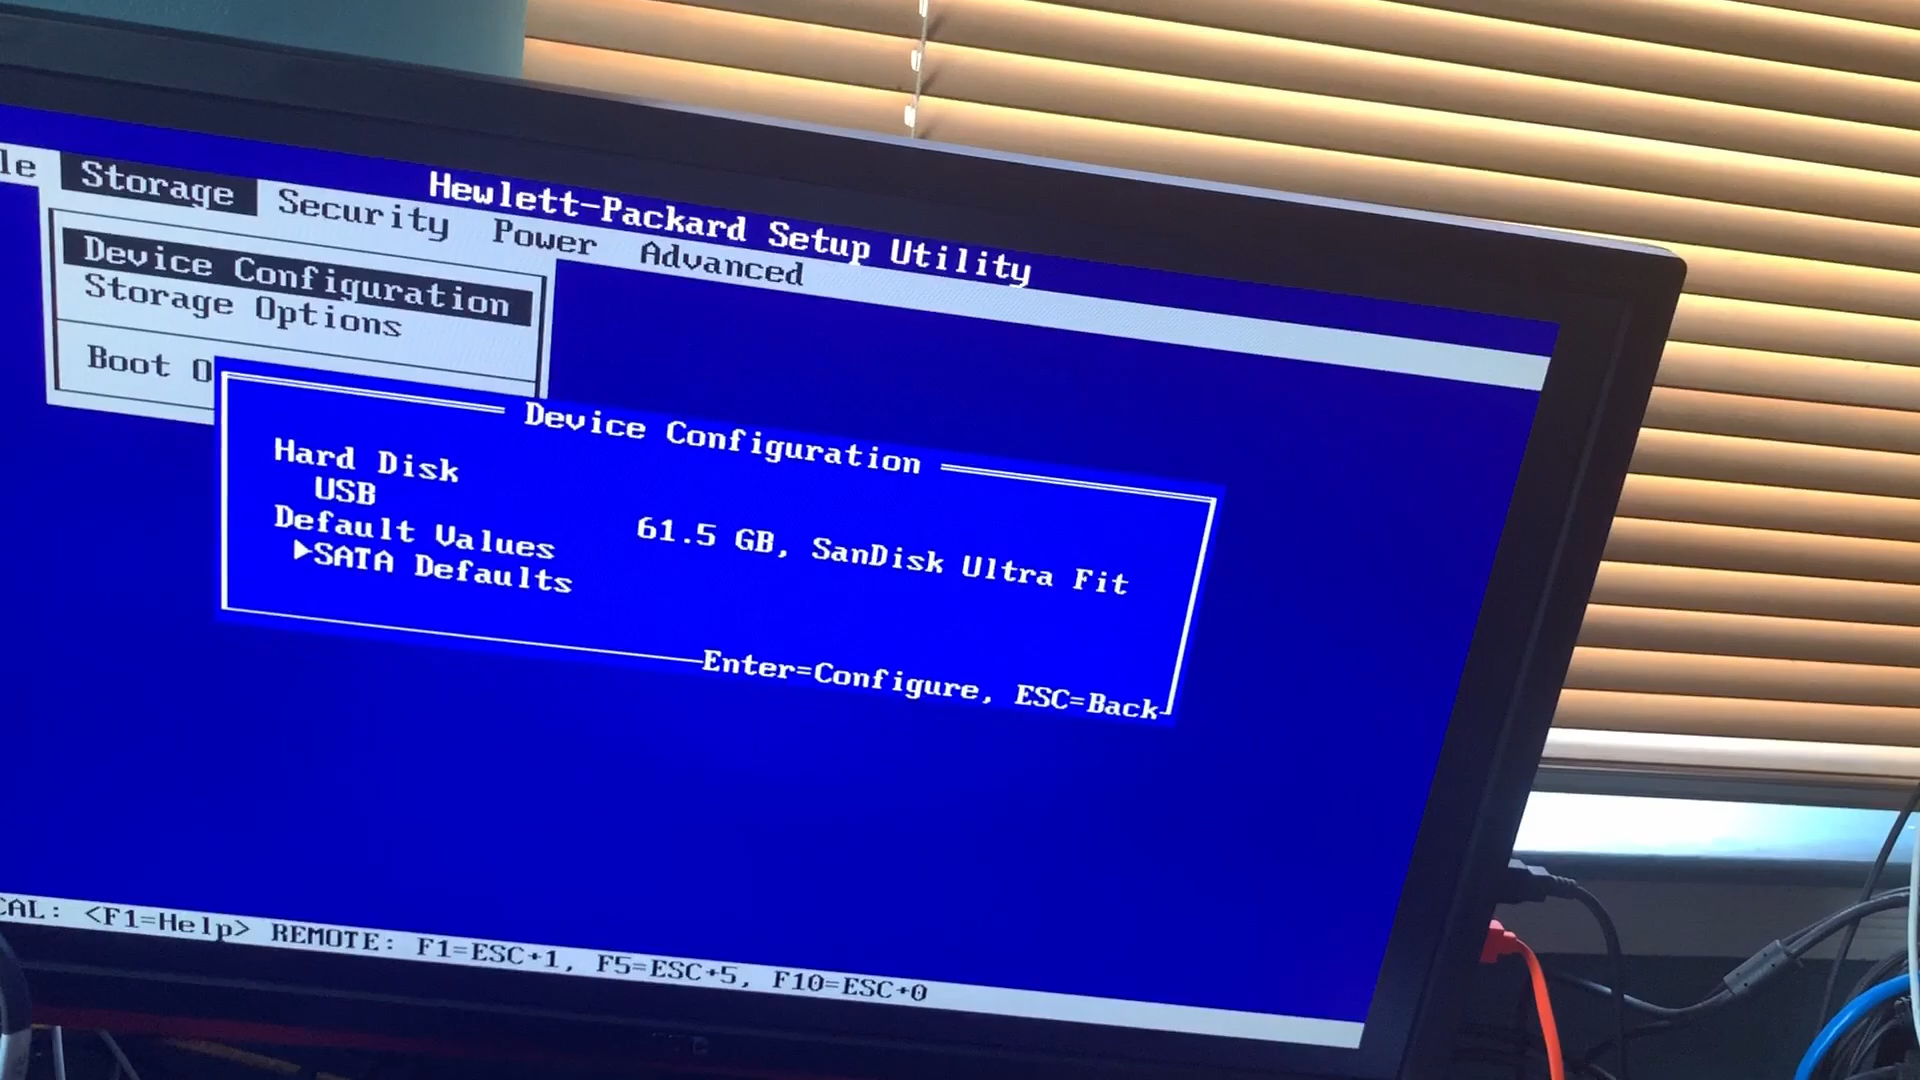 Hewlett-Packard Setup Utility
le Storage Security Power Advanced
Device Configuration
Storage Options
Boot O
Device Configuration
Hard Disk
USB 61.5 GB, SanDisk Ultra Fit
Default Values
▶SATA Defaults
Enter=Configure, ESC=Back
CAL: <F1=Help> REMOTE: F1=ESC+1, F5=ESC+5, F10=ESC+0